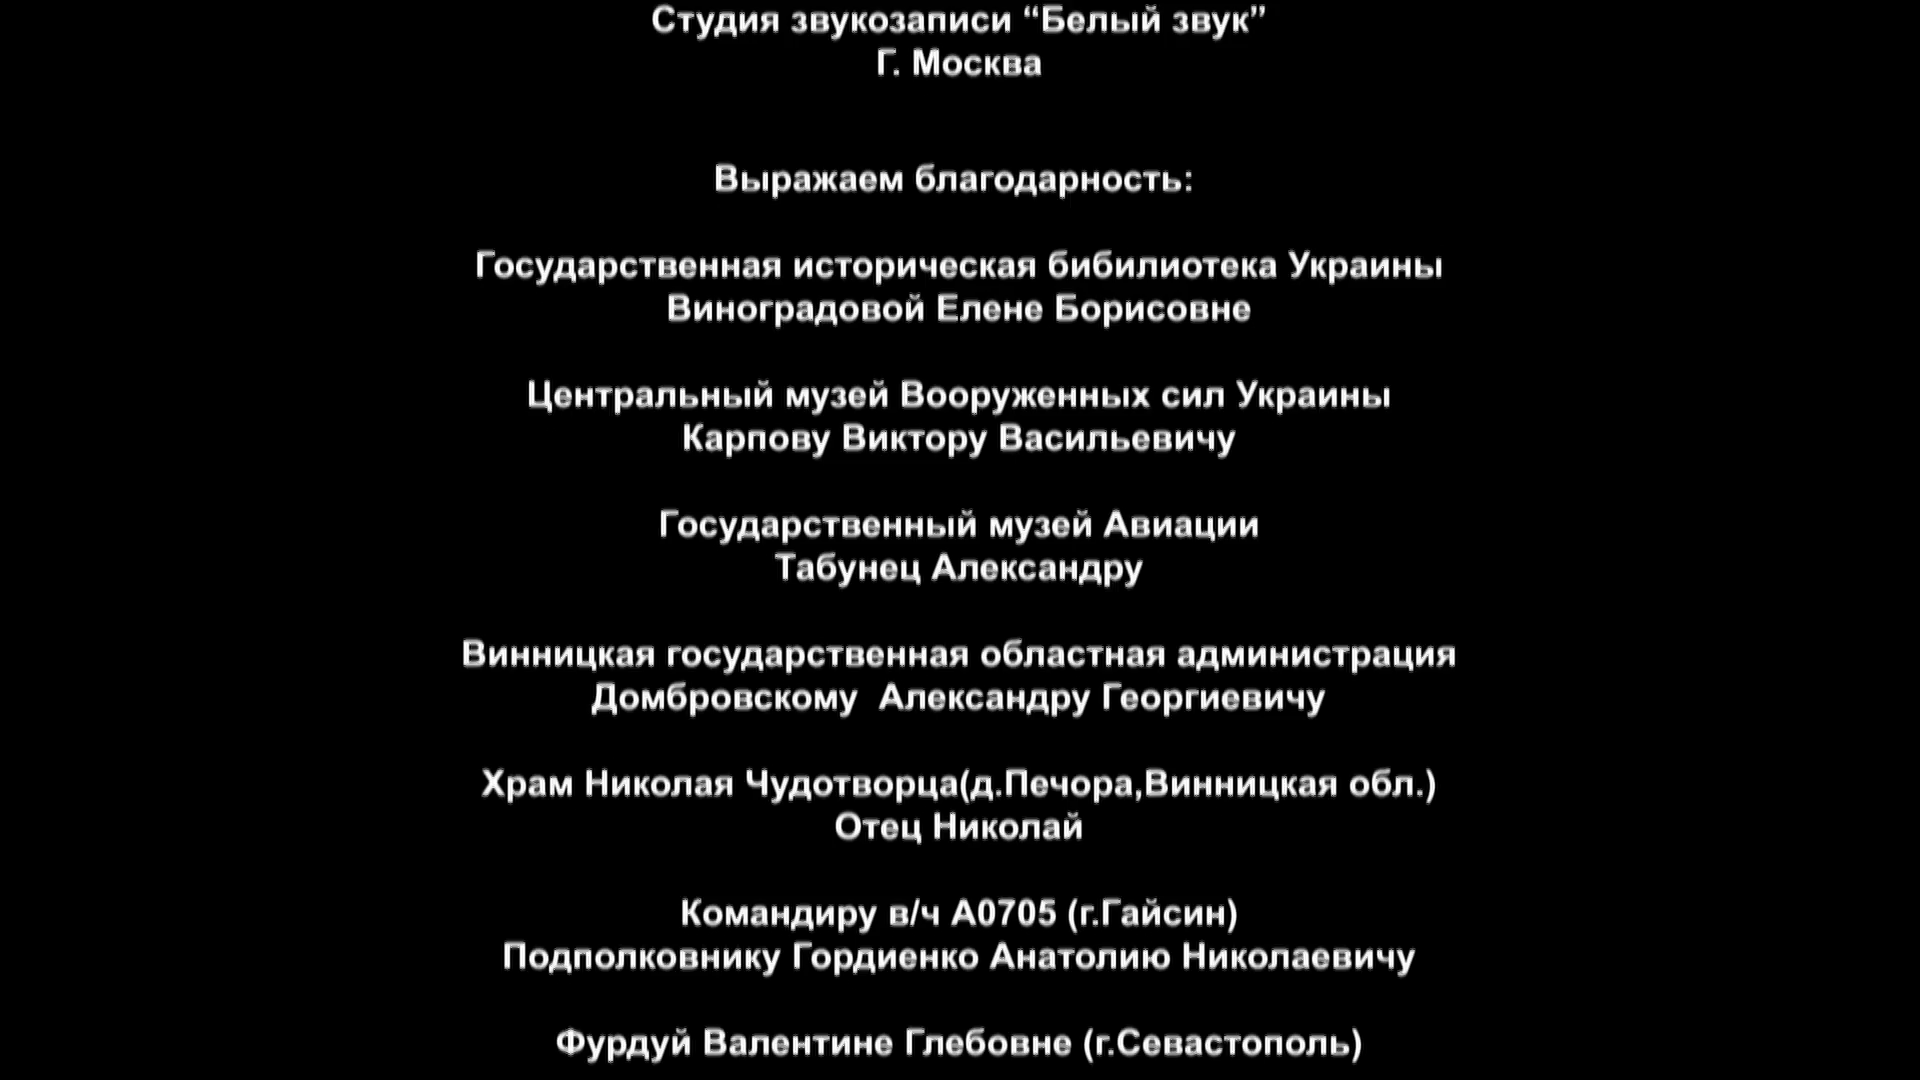 Студия звукозаписи “Белый звук”
Г. Москва
Выражаем благодарность:
Государственная историческая бибилиотека Украины
Виноградовой Елене Борисовне
Центральный музей Вооруженных сил Украины
Карпову Виктору Васильевичу
Государственный музей Авиации
Табунец Александру
Винницкая государственная областная администрация
Домбровскому  Александру Георгиевичу
Храм Николая Чудотворца(д.Печора,Винницкая обл.)
Отец Николай
Командиру в/ч А0705 (г.Гайсин)
Подполковнику Гордиенко Анатолию Николаевичу
Фурдуй Валентине Глебовне (г.Севастополь)